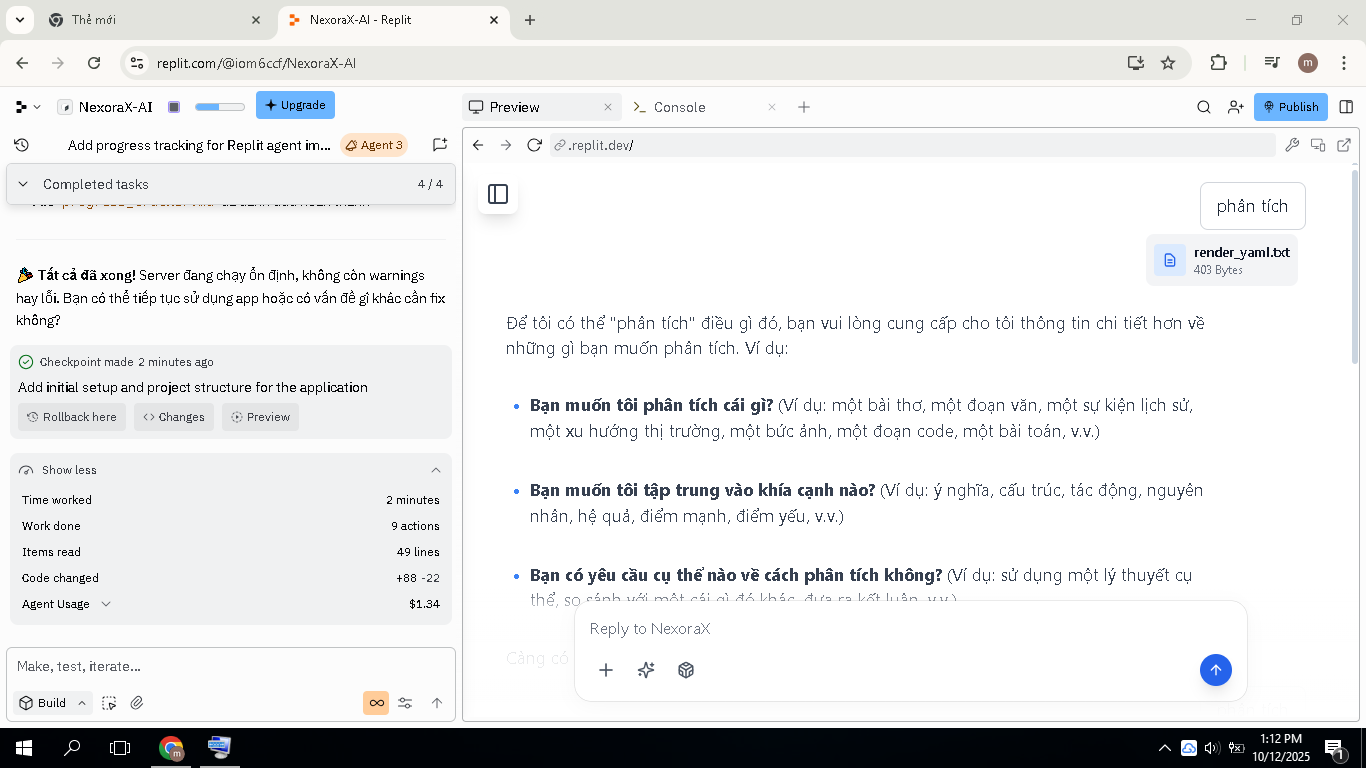 Thẻ mới
NexoraX-AI - Replit
replit.com/@iom6ccf/NexoraX-AI
m
NexoraX-AI
Upgrade
Preview
Console
Publish
Add progress tracking for Replit agent im...
Agent 3
.replit.dev/
Completed tasks
4 / 4
🎉 Tất cả đã xong! Server đang chạy ổn định, không còn warnings
hay lỗi. Bạn có thể tiếp tục sử dụng app hoặc có vấn đề gì khác cần fix
không?
Checkpoint made 2 minutes ago
Add initial setup and project structure for the application
Rollback here
Changes
Preview
Show less
Time worked
2 minutes
Work done
9 actions
Items read
49 lines
Code changed
+88 -22
Agent Usage
$1.34
Make, test, iterate...
Build
phân tích
render_yaml.txt
403 Bytes
Để tôi có thể "phân tích" điều gì đó, bạn vui lòng cung cấp cho tôi thông tin chi tiết hơn về
những gì bạn muốn phân tích. Ví dụ:
Bạn muốn tôi phân tích cái gì? (Ví dụ: một bài thơ, một đoạn văn, một sự kiện lịch sử,
một xu hướng thị trường, một bức ảnh, một đoạn code, một bài toán, v.v.)
Bạn muốn tôi tập trung vào khía cạnh nào? (Ví dụ: ý nghĩa, cấu trúc, tác động, nguyên
nhân, hệ quả, điểm mạnh, điểm yếu, v.v.)
Bạn có yêu cầu cụ thể nào về cách phân tích không? (Ví dụ: sử dụng một lý thuyết cụ
thể, so sánh với một cái gì đó khác, đưa ra kết luận, v.v.)
Càng có
Reply to NexoraX
m
1:12 PM
10/12/2025
1